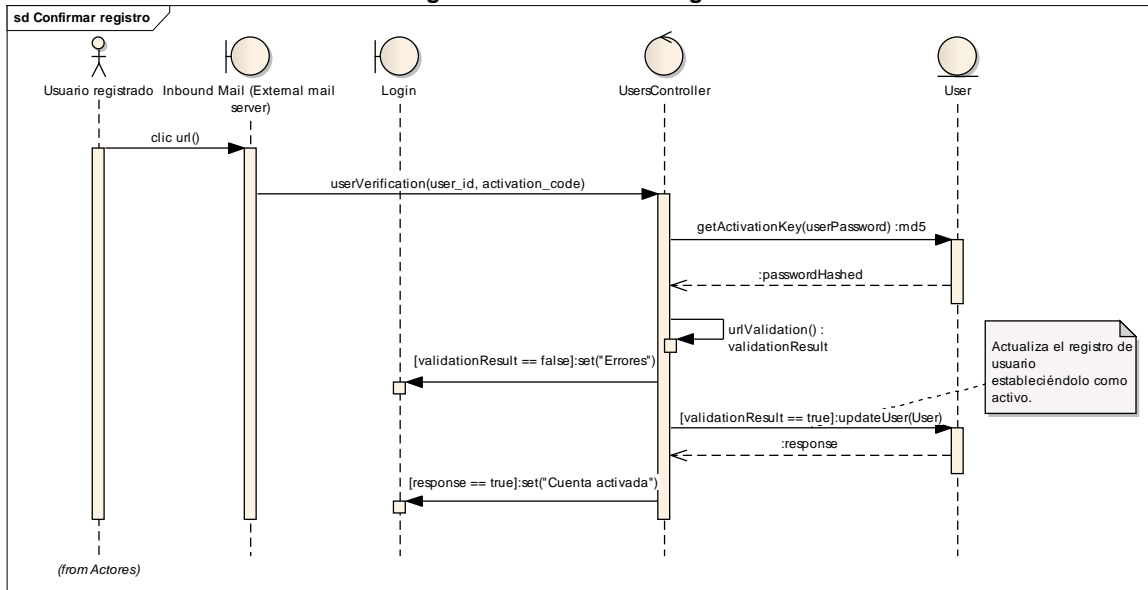 sd Confirmar registro
Usuario registrado
Inbound Mail (External mail
server)
Login
UsersController
User
clic url()
userVerification(user_id, activation_code)
getActivationKey(userPassword) :md5
:passwordHashed
urlValidation() :
validationResult
[validationResult == false]:set("Errores")
Actualiza el registro de
usuario
estableciéndolo como
activo.
[validationResult == true]:updateUser(User)
:response
[response == true]:set("Cuenta activada")
(from Actores)